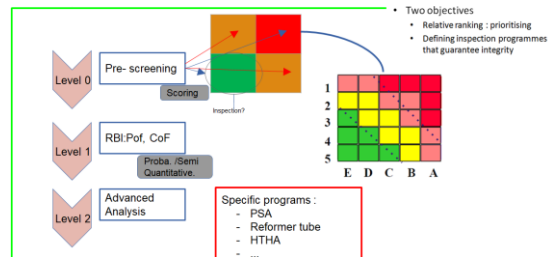 • Two objectives
• Relative ranking : prioritising
• Defining inspection programmes
that guarantee integrity
Level 0
Pre- screening
Scoring
Inspection?
1
2
3
4
5
E D C B A
Level 1
RBI:Pof, CoF
Proba. /Semi
Quantitative.
Level 2
Advanced
Analysis
Specific programs :
- PSA
- Reformer tube
- HTHA
- ...